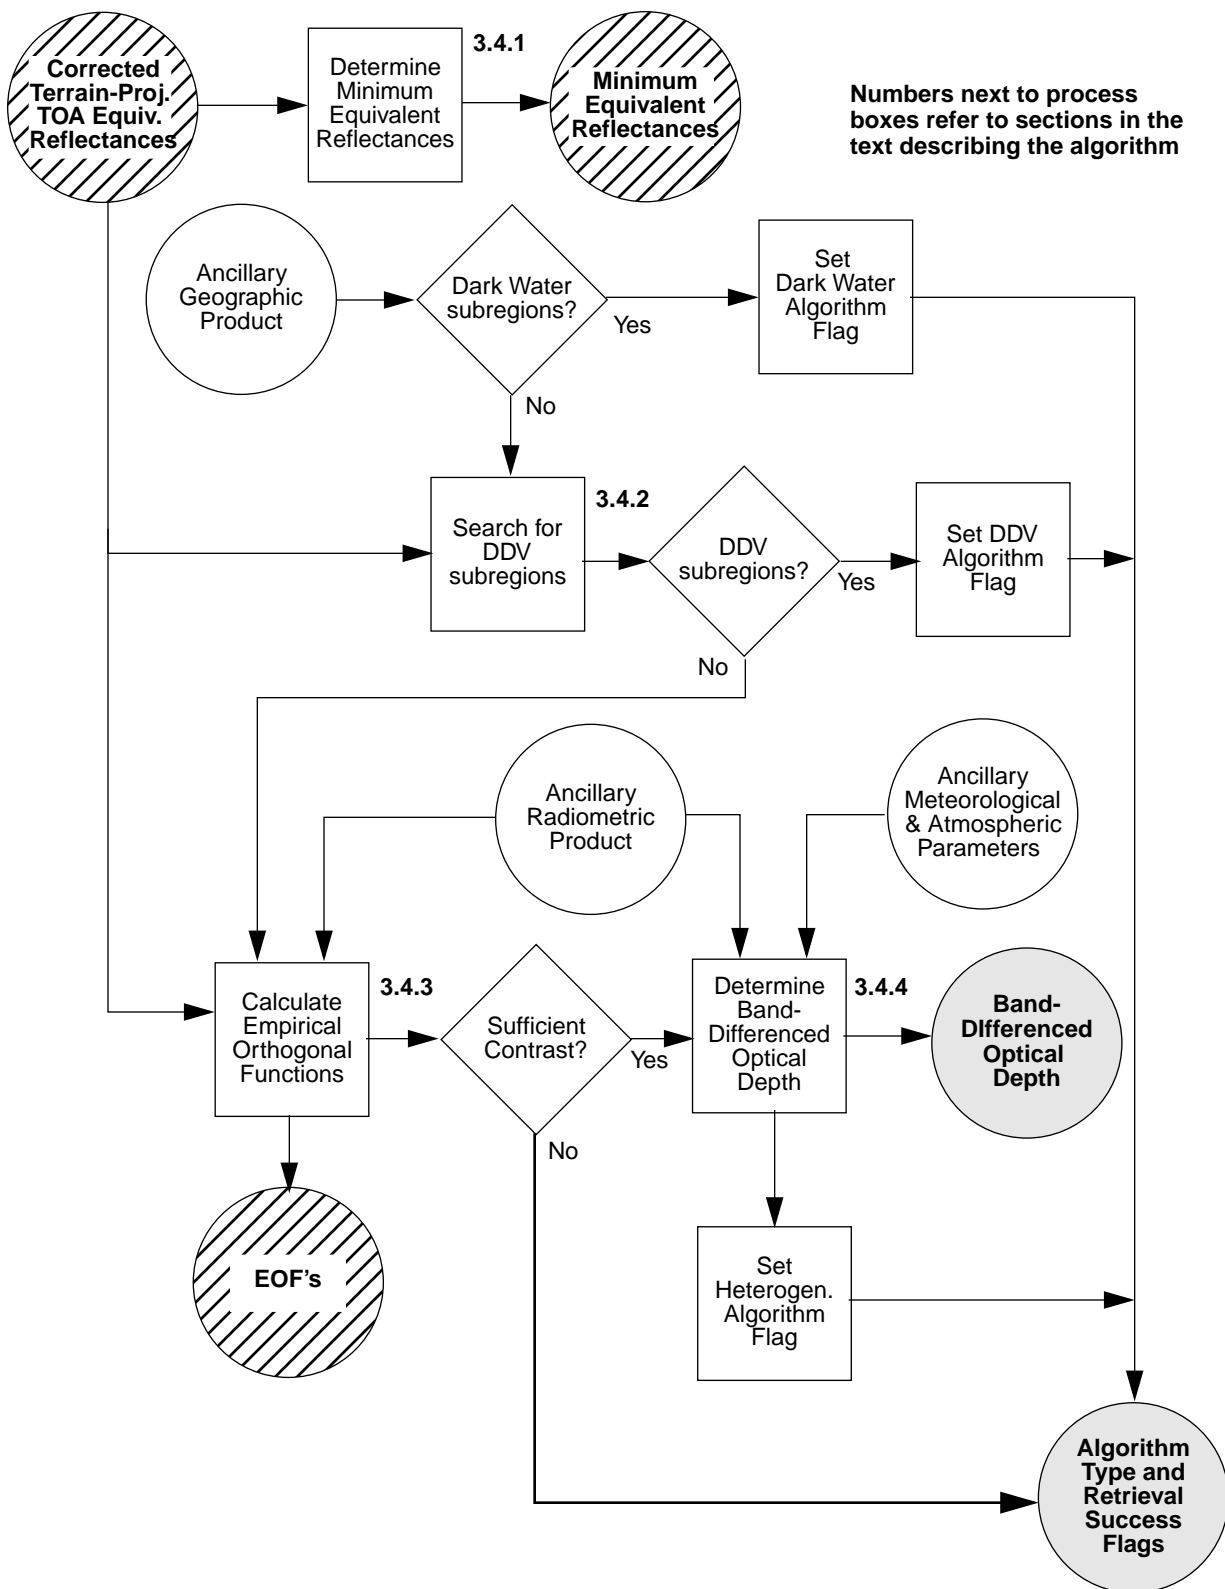 Corrected
Terrain-Proj.
TOA Equiv.
Reflectances
Determine
Minimum
Equivalent
Reflectances
3.4.1
Minimum
Equivalent
Reflectances
Numbers next to process
boxes refer to sections in the
text describing the algorithm
Ancillary
Geographic
Product
Dark Water
subregions?
Yes
No
Set
Dark Water
Algorithm
Flag
Search for
DDV
subregions
3.4.2
DDV
subregions?
Yes
No
Set DDV
Algorithm
Flag
Ancillary
Radiometric
Product
Ancillary
Meteorological
& Atmospheric
Parameters
Calculate
Empirical
Orthogonal
Functions
3.4.3
Sufficient
Contrast?
Yes
No
Determine
Band-
Differenced
Optical
Depth
3.4.4
Band-
DIfferenced
Optical
Depth
EOF's
Set
Heterogen.
Algorithm
Flag
Algorithm
Type and
Retrieval
Success
Flags